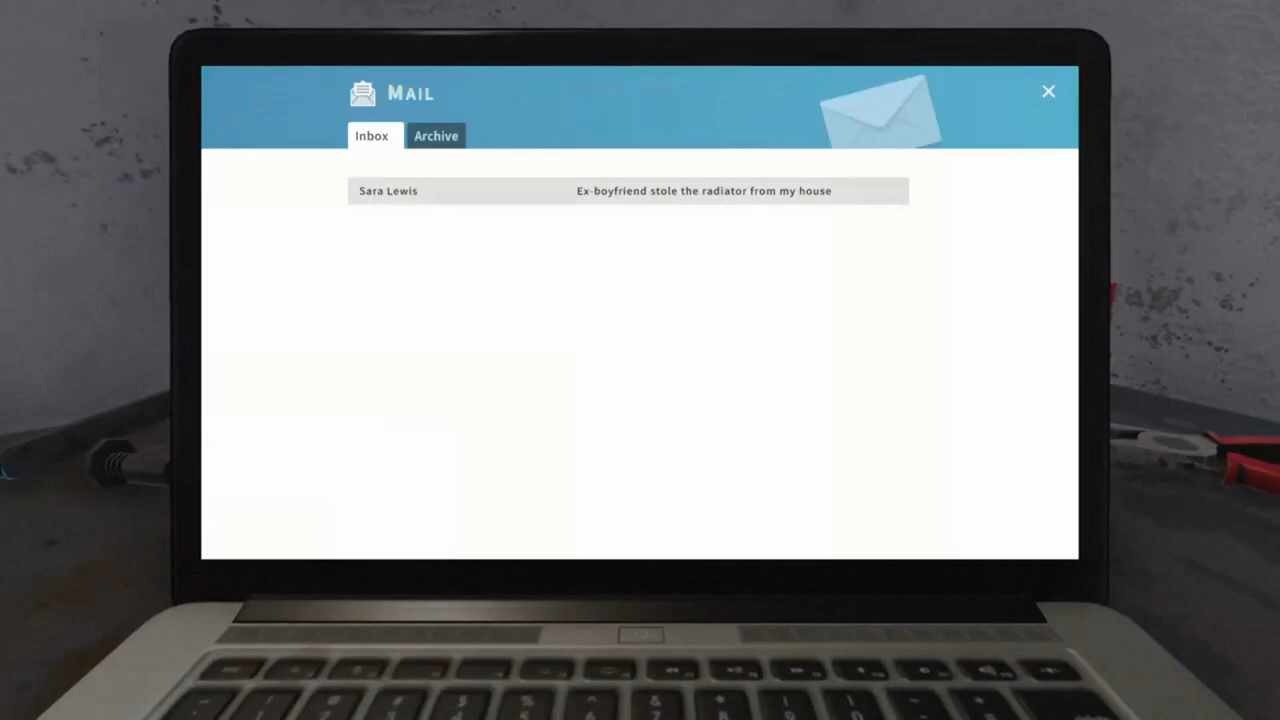 MAIL
Inbox
Archive
Sara Lewis
Ex-boyfriend stole the radiator from my house